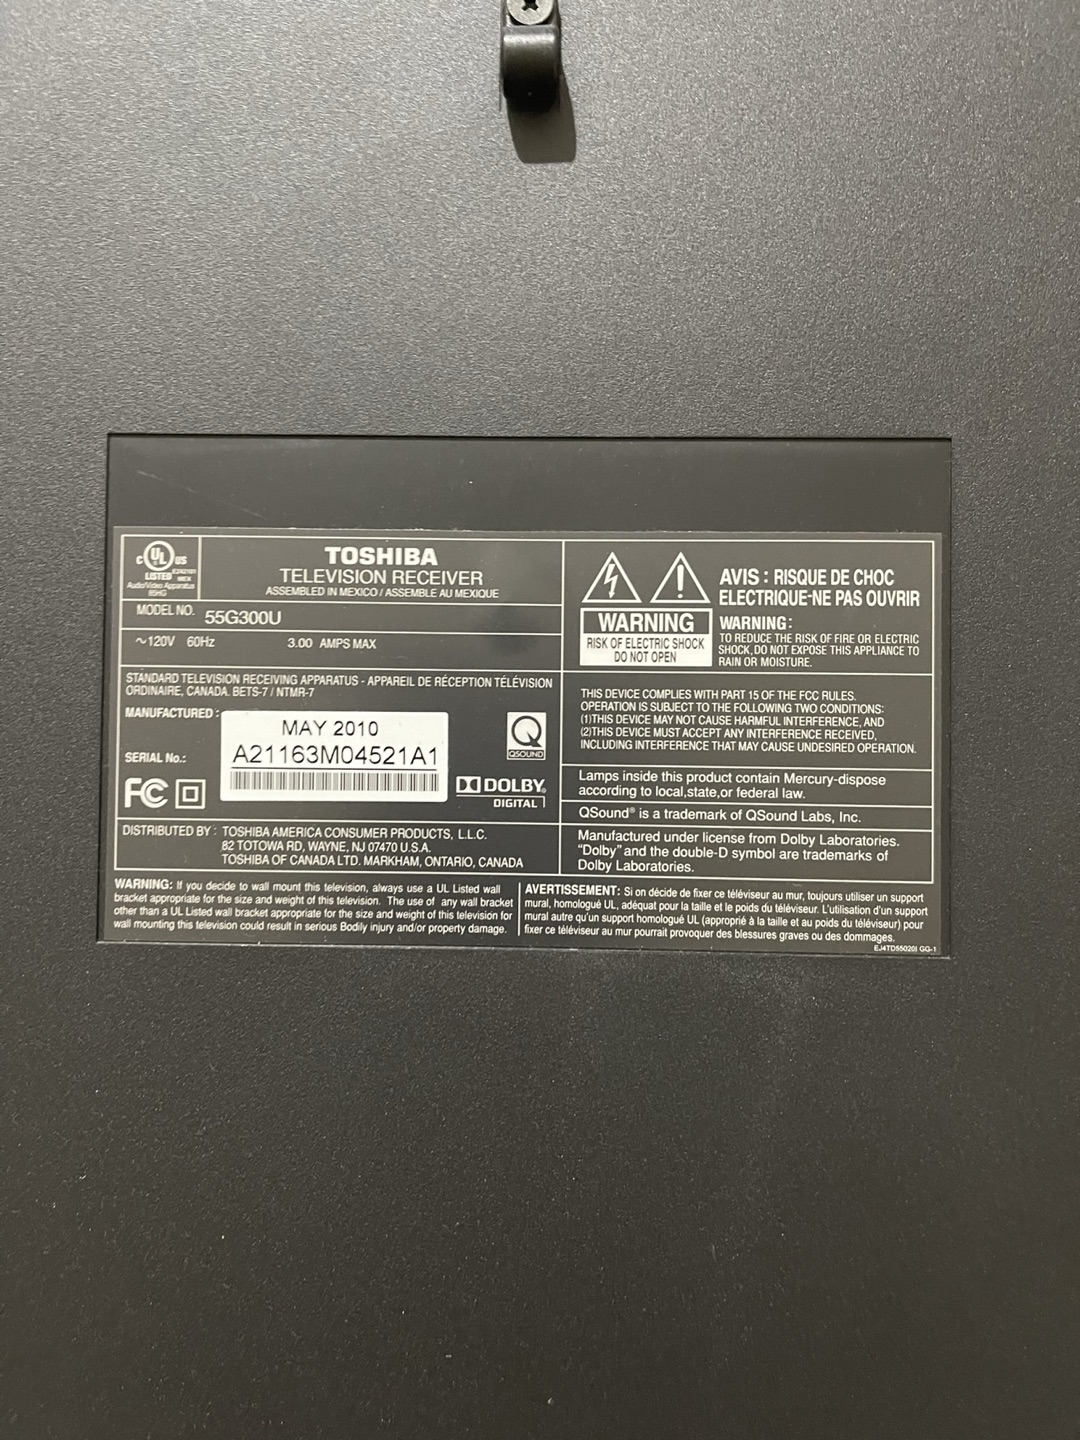 c UL US
LISTED E242101
MEX
Audio/Video Apparatus
85HG
TOSHIBA
TELEVISION RECEIVER
ASSEMBLED IN MEXICO / ASSEMBLE AU MEXIQUE
MODEL NO. 55G300U
~120V 60Hz 3.00 AMPS MAX
STANDARD TELEVISION RECEIVING APPARATUS - APPAREIL DE RÉCEPTION TÉLÉVISION
ORDINAIRE, CANADA. BETS-7 / NTMR-7
MANUFACTURED :
MAY 2010
SERIAL No.: A21163M04521A1
QSOUND
FC
DOLBY
DIGITAL
DISTRIBUTED BY : TOSHIBA AMERICA CONSUMER PRODUCTS, L.L.C.
82 TOTOWA RD, WAYNE, NJ 07470 U.S.A.
TOSHIBA OF CANADA LTD. MARKHAM, ONTARIO, CANADA
WARNING
RISK OF ELECTRIC SHOCK
DO NOT OPEN
AVIS : RISQUE DE CHOC
ELECTRIQUE-NE PAS OUVRIR
WARNING:
TO REDUCE THE RISK OF FIRE OR ELECTRIC
SHOCK,DO NOT EXPOSE THIS APPLIANCE TO
RAIN OR MOISTURE.
THIS DEVICE COMPLIES WITH PART 15 OF THE FCC RULES.
OPERATION IS SUBJECT TO THE FOLLOWING TWO CONDITIONS:
(1)THIS DEVICE MAY NOT CAUSE HARMFUL INTERFERENCE, AND
(2)THIS DEVICE MUST ACCEPT ANY INTERFERENCE RECEIVED,
INCLUDING INTERFERENCE THAT MAY CAUSE UNDESIRED OPERATION.
Lamps inside this product contain Mercury-dispose
according to local,state,or federal law.
QSound® is a trademark of QSound Labs, Inc.
Manufactured under license from Dolby Laboratories.
"Dolby" and the double-D symbol are trademarks of
Dolby Laboratories.
WARNING: If you decide to wall mount this television, always use a UL Listed wall
bracket appropriate for the size and weight of this television. The use of any wall bracket
other than a UL Listed wall bracket appropriate for the size and weight of this television for
wall mounting this television could result in serious Bodily injury and/or property damage.
AVERTISSEMENT: Si on décide de fixer ce téléviseur au mur, toujours utiliser un support
mural, homologué UL, adéquat pour la taille et le poids du téléviseur. L'utilisation d'un support
mural autre qu'un support homologué UL (approprié à la taille et au poids du téléviseur) pour
fixer ce téléviseur au mur pourrait provoquer des blessures graves ou des dommages.
EJ4TD55020I GG-1